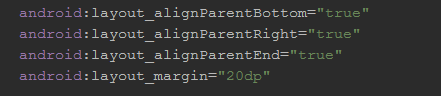 android:layout_alignParentBottom="true"
android:layout_alignParentRight="true"
android:layout_alignParentEnd="true"
android:layout_margin="20dp"